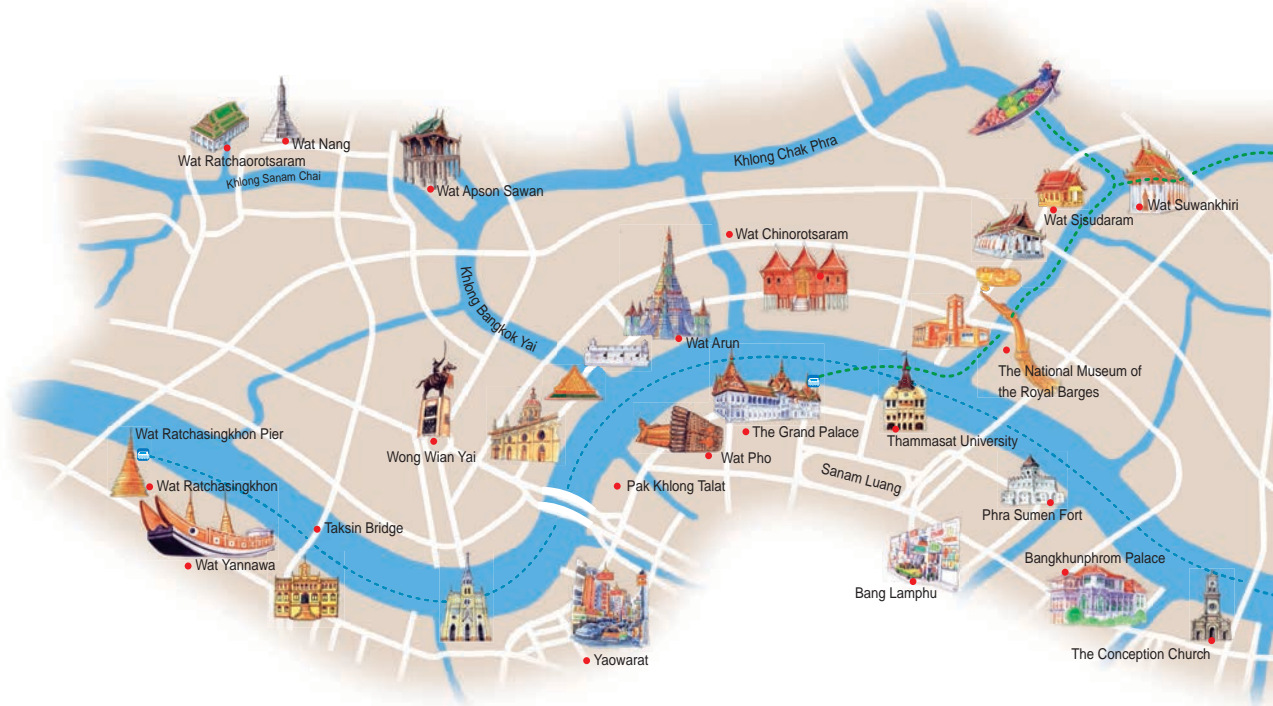 Wat Nang
Wat Ratchaorotsaram
Khlong Sanam Chai
Wat Apson Sawan
Khlong Chak Phra
Wat Suwankhiri
Wat Sisudaram
Wat Chinorotsaram
Khlong Bangkok Yai
Wat Arun
The National Museum of
the Royal Barges
Wat Ratchasingkhon Pier
Wong Wian Yai
The Grand Palace
Thammasat University
Wat Pho
Sanam Luang
Wat Ratchasingkhon
Pak Khlong Talat
Phra Sumen Fort
Taksin Bridge
Wat Yannawa
Bangkhunphrom Palace
Bang Lamphu
Yaowarat
The Conception Church